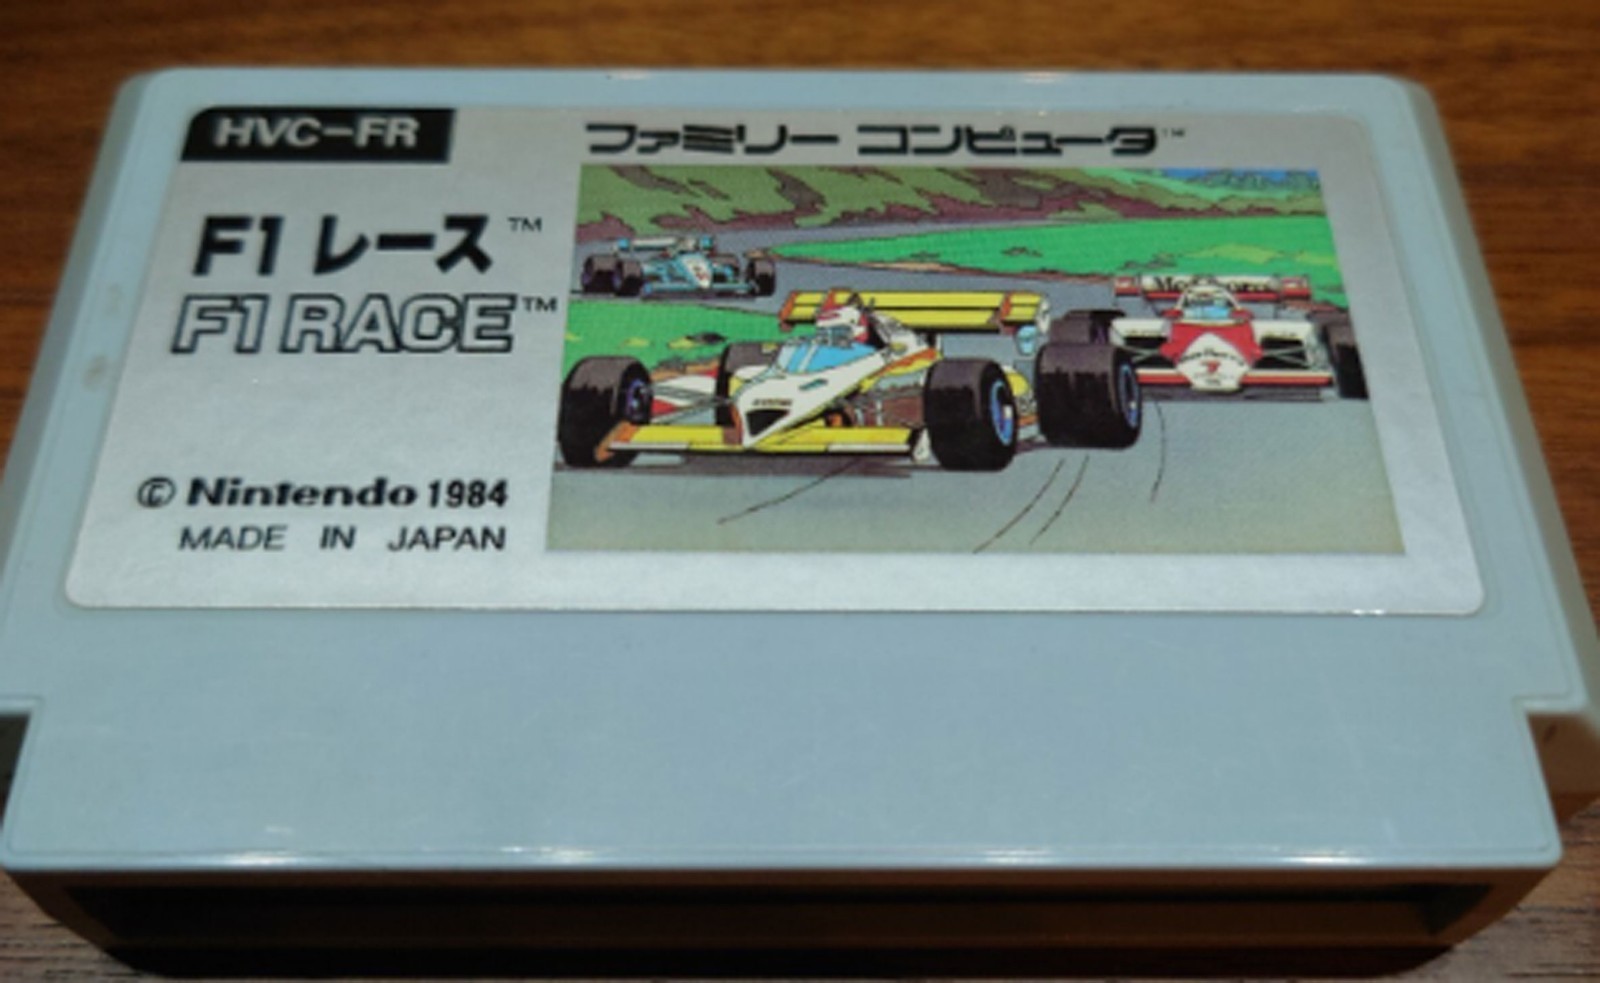 HVC-FR
ファミリー コンピュータ™
F1 レース™
F1 RACE™
© Nintendo 1984
MADE IN JAPAN
7